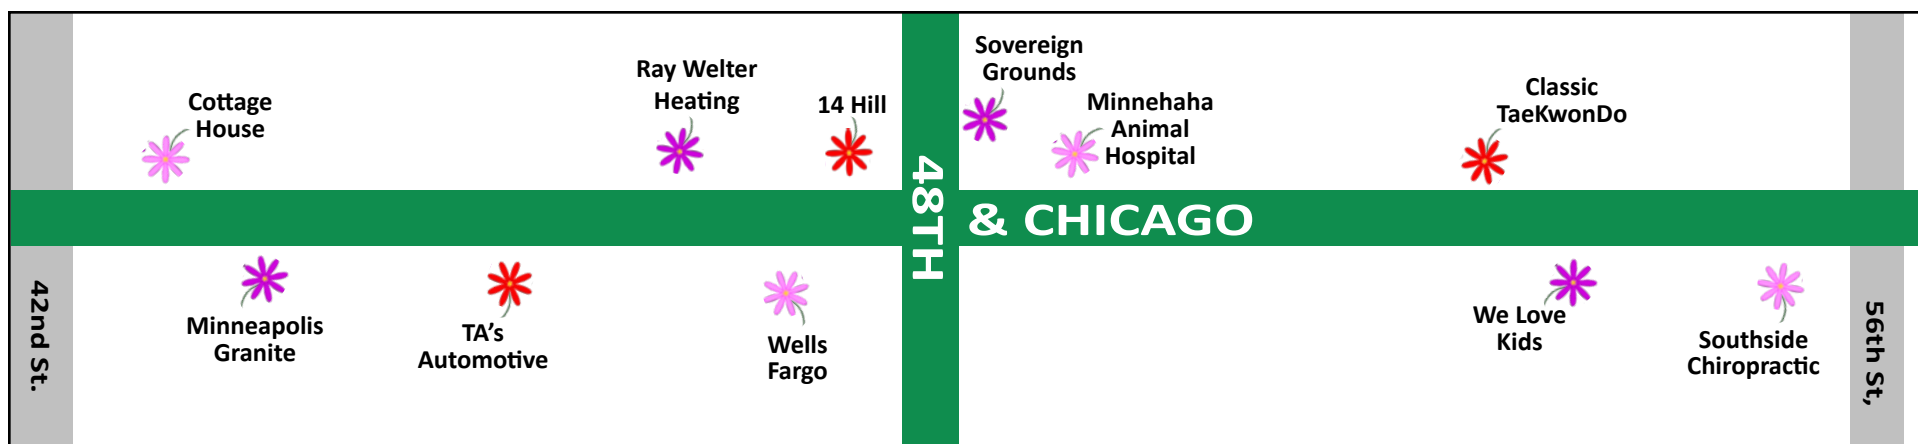 Cottage
House
Ray Welter
Heating
14 Hill
Sovereign
Grounds
Minnehaha
Animal
Hospital
Classic
TaeKwonDo
48TH
& CHICAGO
42nd St.
Minneapolis
Granite
TA’s
Automotive
Wells
Fargo
We Love
Kids
Southside
Chiropractic
56th St,